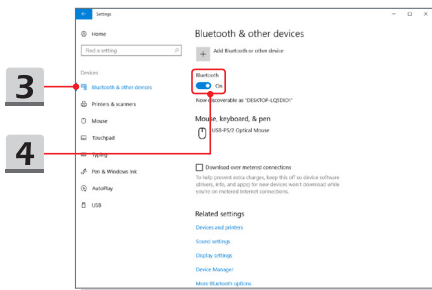 Settings
Home
Find a setting
Devices
Bluetooth & other devices
Printers & scanners
Mouse
Touchpad
Typing
Pen & Windows Ink
AutoPlay
USB
3
4
Bluetooth & other devices
Add Bluetooth or other device
Bluetooth
On
Now discoverable as
Mouse, keyboard, & pen
USB-PS/2 Optical Mouse
Download over metered connections
To help prevent extra charges, keep this off so device software
(drivers, info, and apps) for new devices won't download while
you're on metered Internet connections.
Related settings
Devices and printers
Sound settings
Display settings
Device Manager
More Bluetooth options